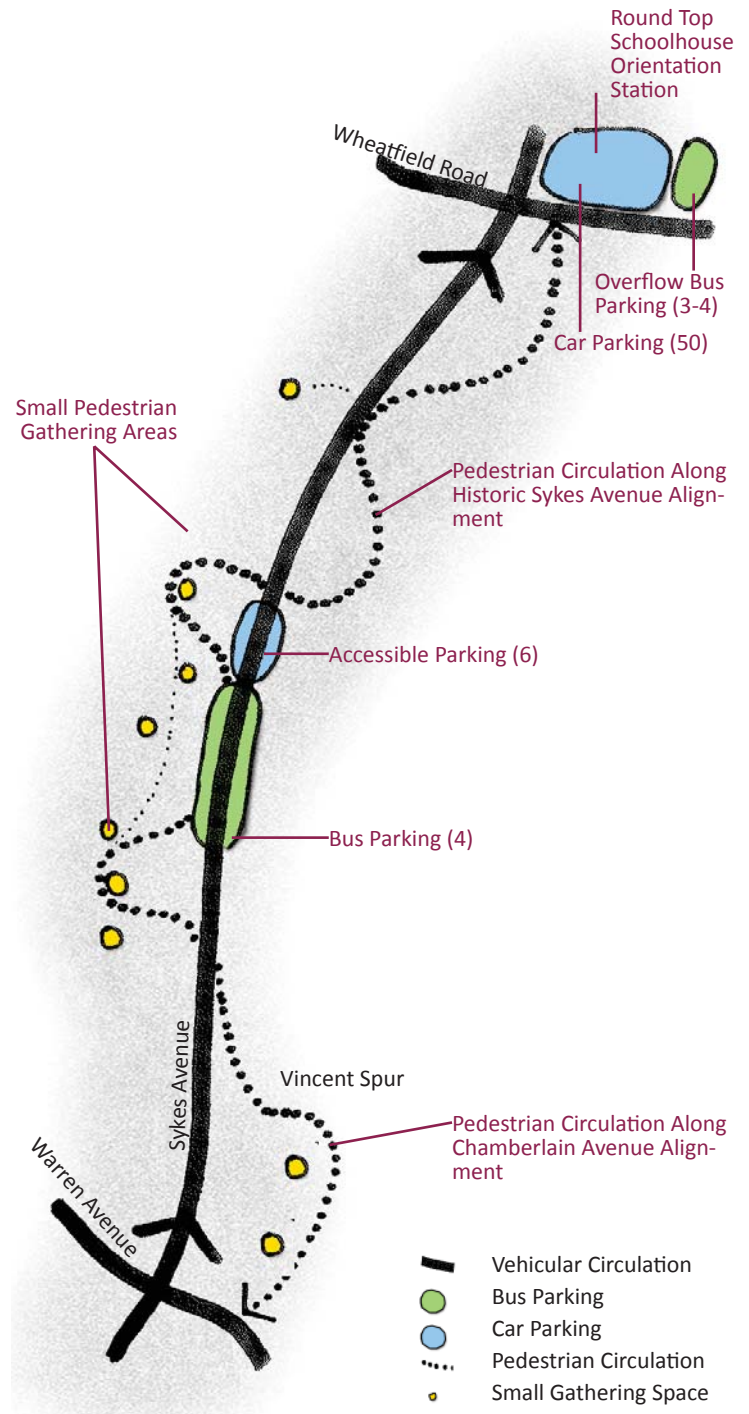 Round Top
Schoolhouse
Orientation
Station
Wheatfield Road
Overflow Bus
Parking (3-4)
Car Parking (50)
Small Pedestrian
Gathering Areas
Pedestrian Circulation Along
Historic Sykes Avenue Align-
ment
Accessible Parking (6)
Bus Parking (4)
Sykes Avenue
Vincent Spur
Pedestrian Circulation Along
Chamberlain Avenue Align-
ment
Warren Avenue
Vehicular Circulation
Bus Parking
Car Parking
Pedestrian Circulation
Small Gathering Space